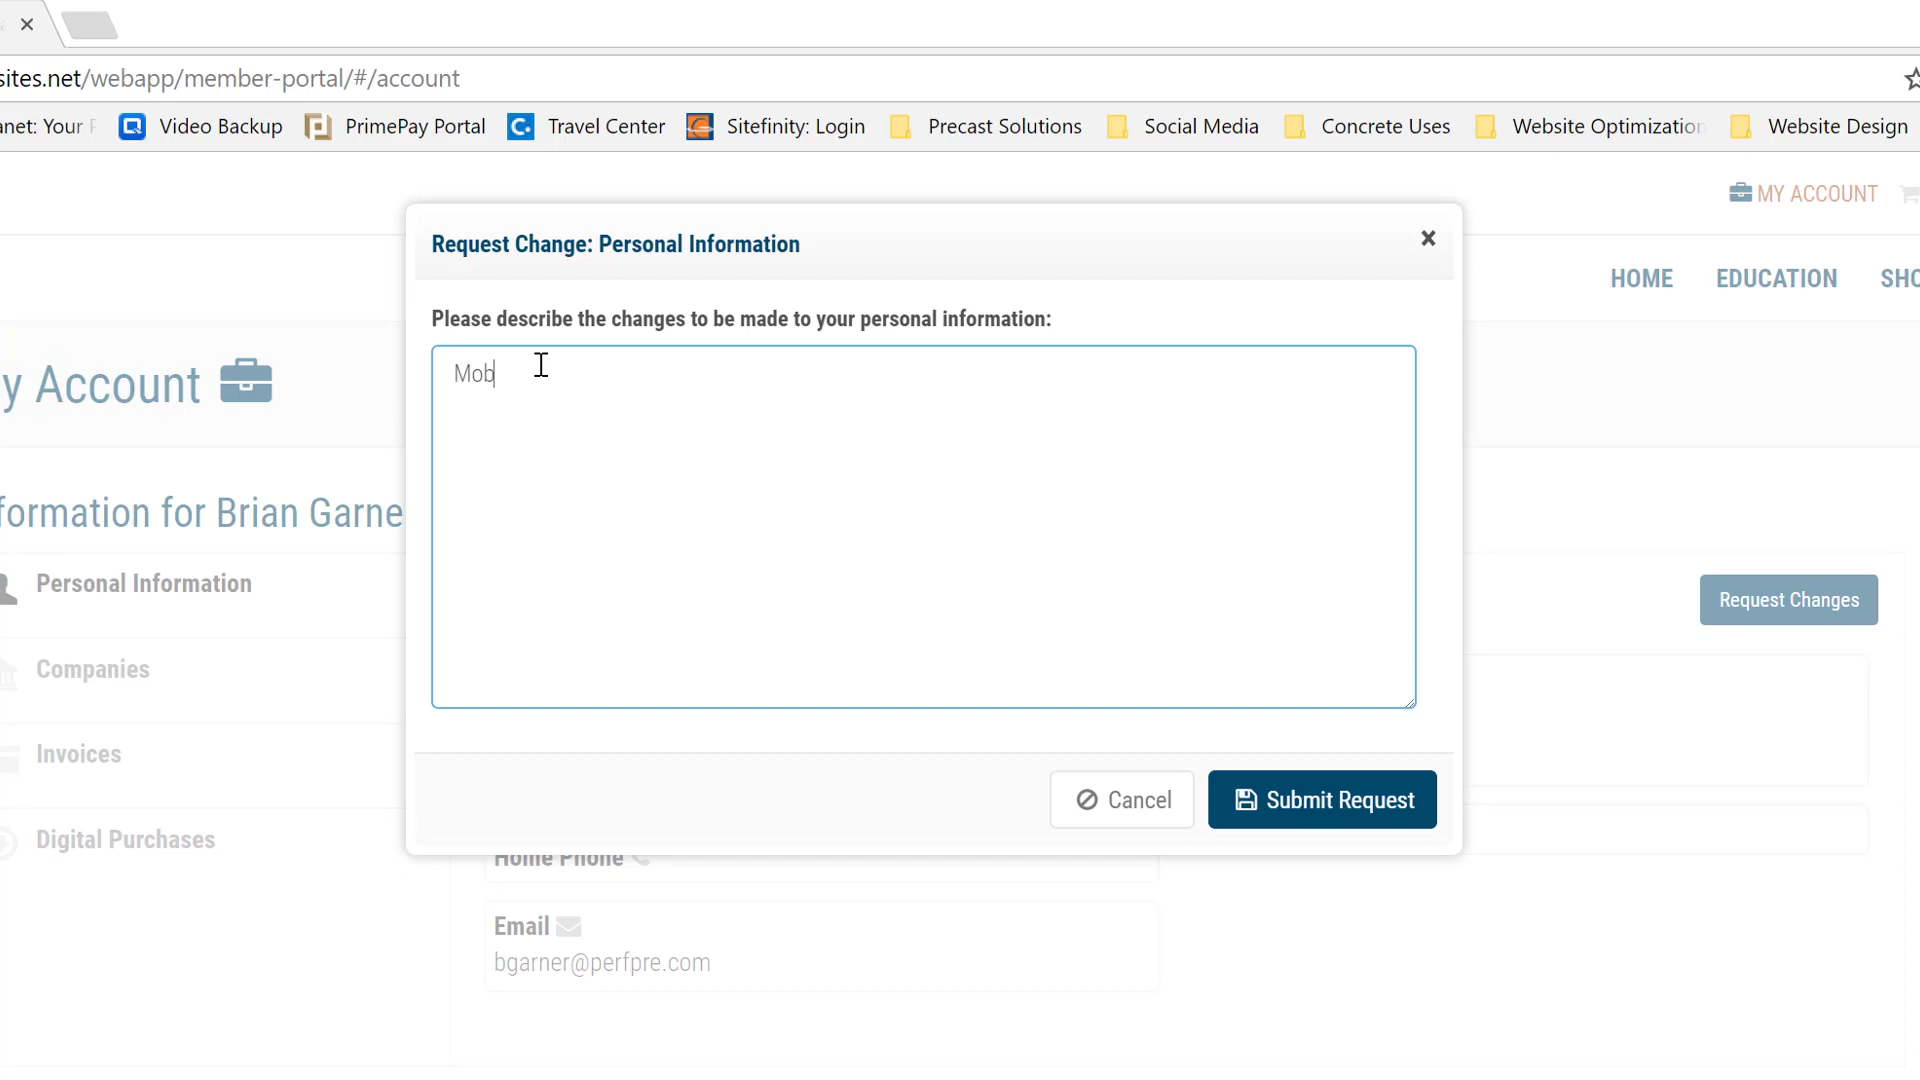 sites.net/webapp/member-portal/#/account
anet: Your
Video Backup
PrimePay Portal
Travel Center
Sitefinity: Login
Precast Solutions
Social Media
Concrete Uses
Website Optimization
Website Design
MY ACCOUNT
HOME EDUCATION SHO
y Account
Request Change: Personal Information
Please describe the changes to be made to your personal information:
Mob
formation for Brian Garne
Personal Information
Companies
Invoices
Digital Purchases
Request Changes
Cancel
Submit Request
Home Phone
Email
bgarner@perfpre.com